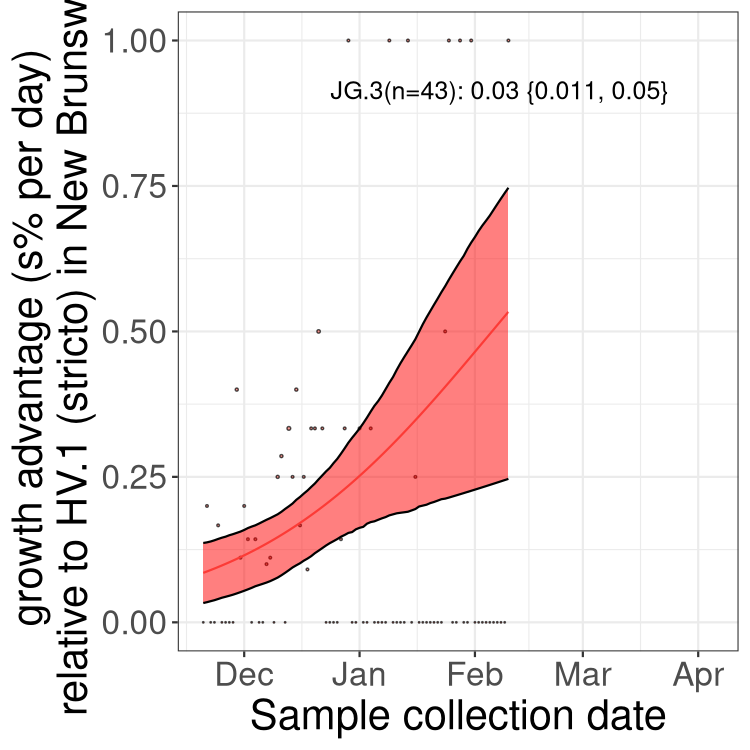 growth advantage (s% per day)
relative to HV.1 (stricto) in New Brunsw
1.00
0.75
0.50
0.25
0.00
JG.3(n=43): 0.03 {0.011, 0.05}
Dec Jan Feb Mar Apr
Sample collection date